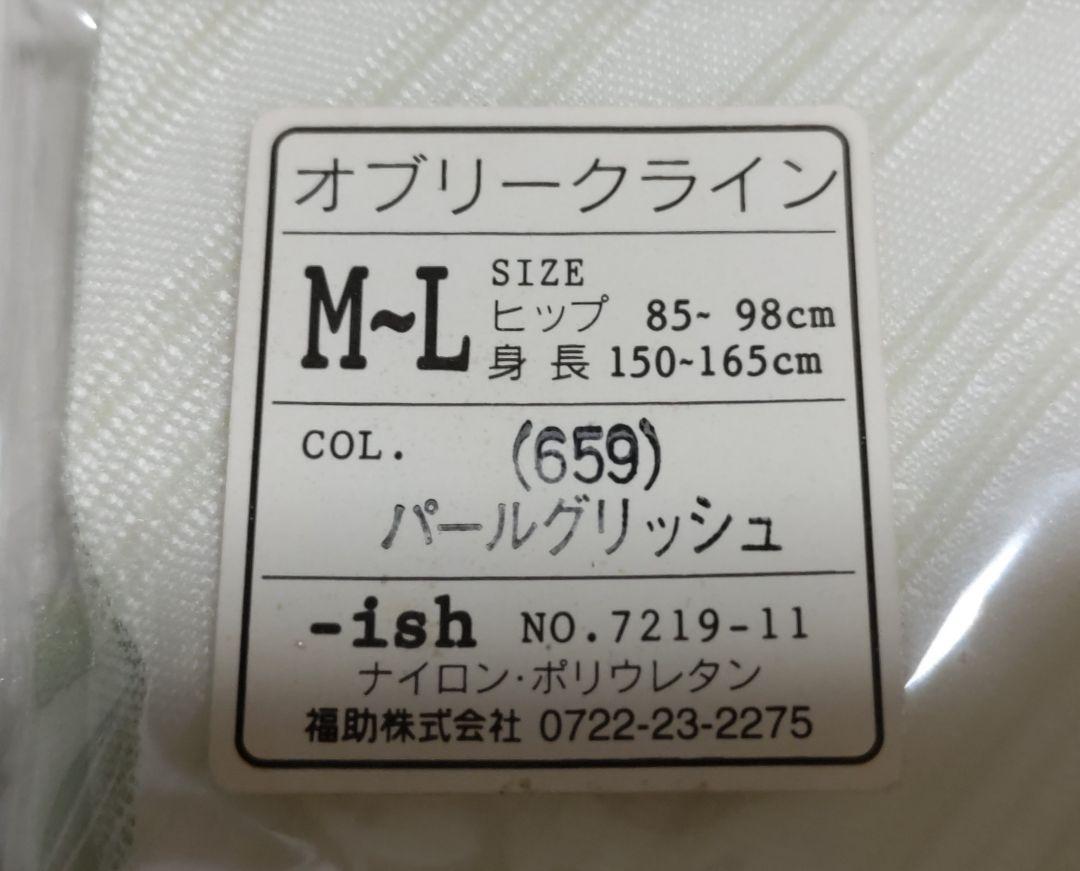 オブリークライン
M~L
SIZE
ヒップ 85~ 98cm
身 長 150~165cm
COL. (659)
パールグリッシュ
-ish NO.7219-11
ナイロン・ポリウレタン
福助株式会社 0722-23-2275